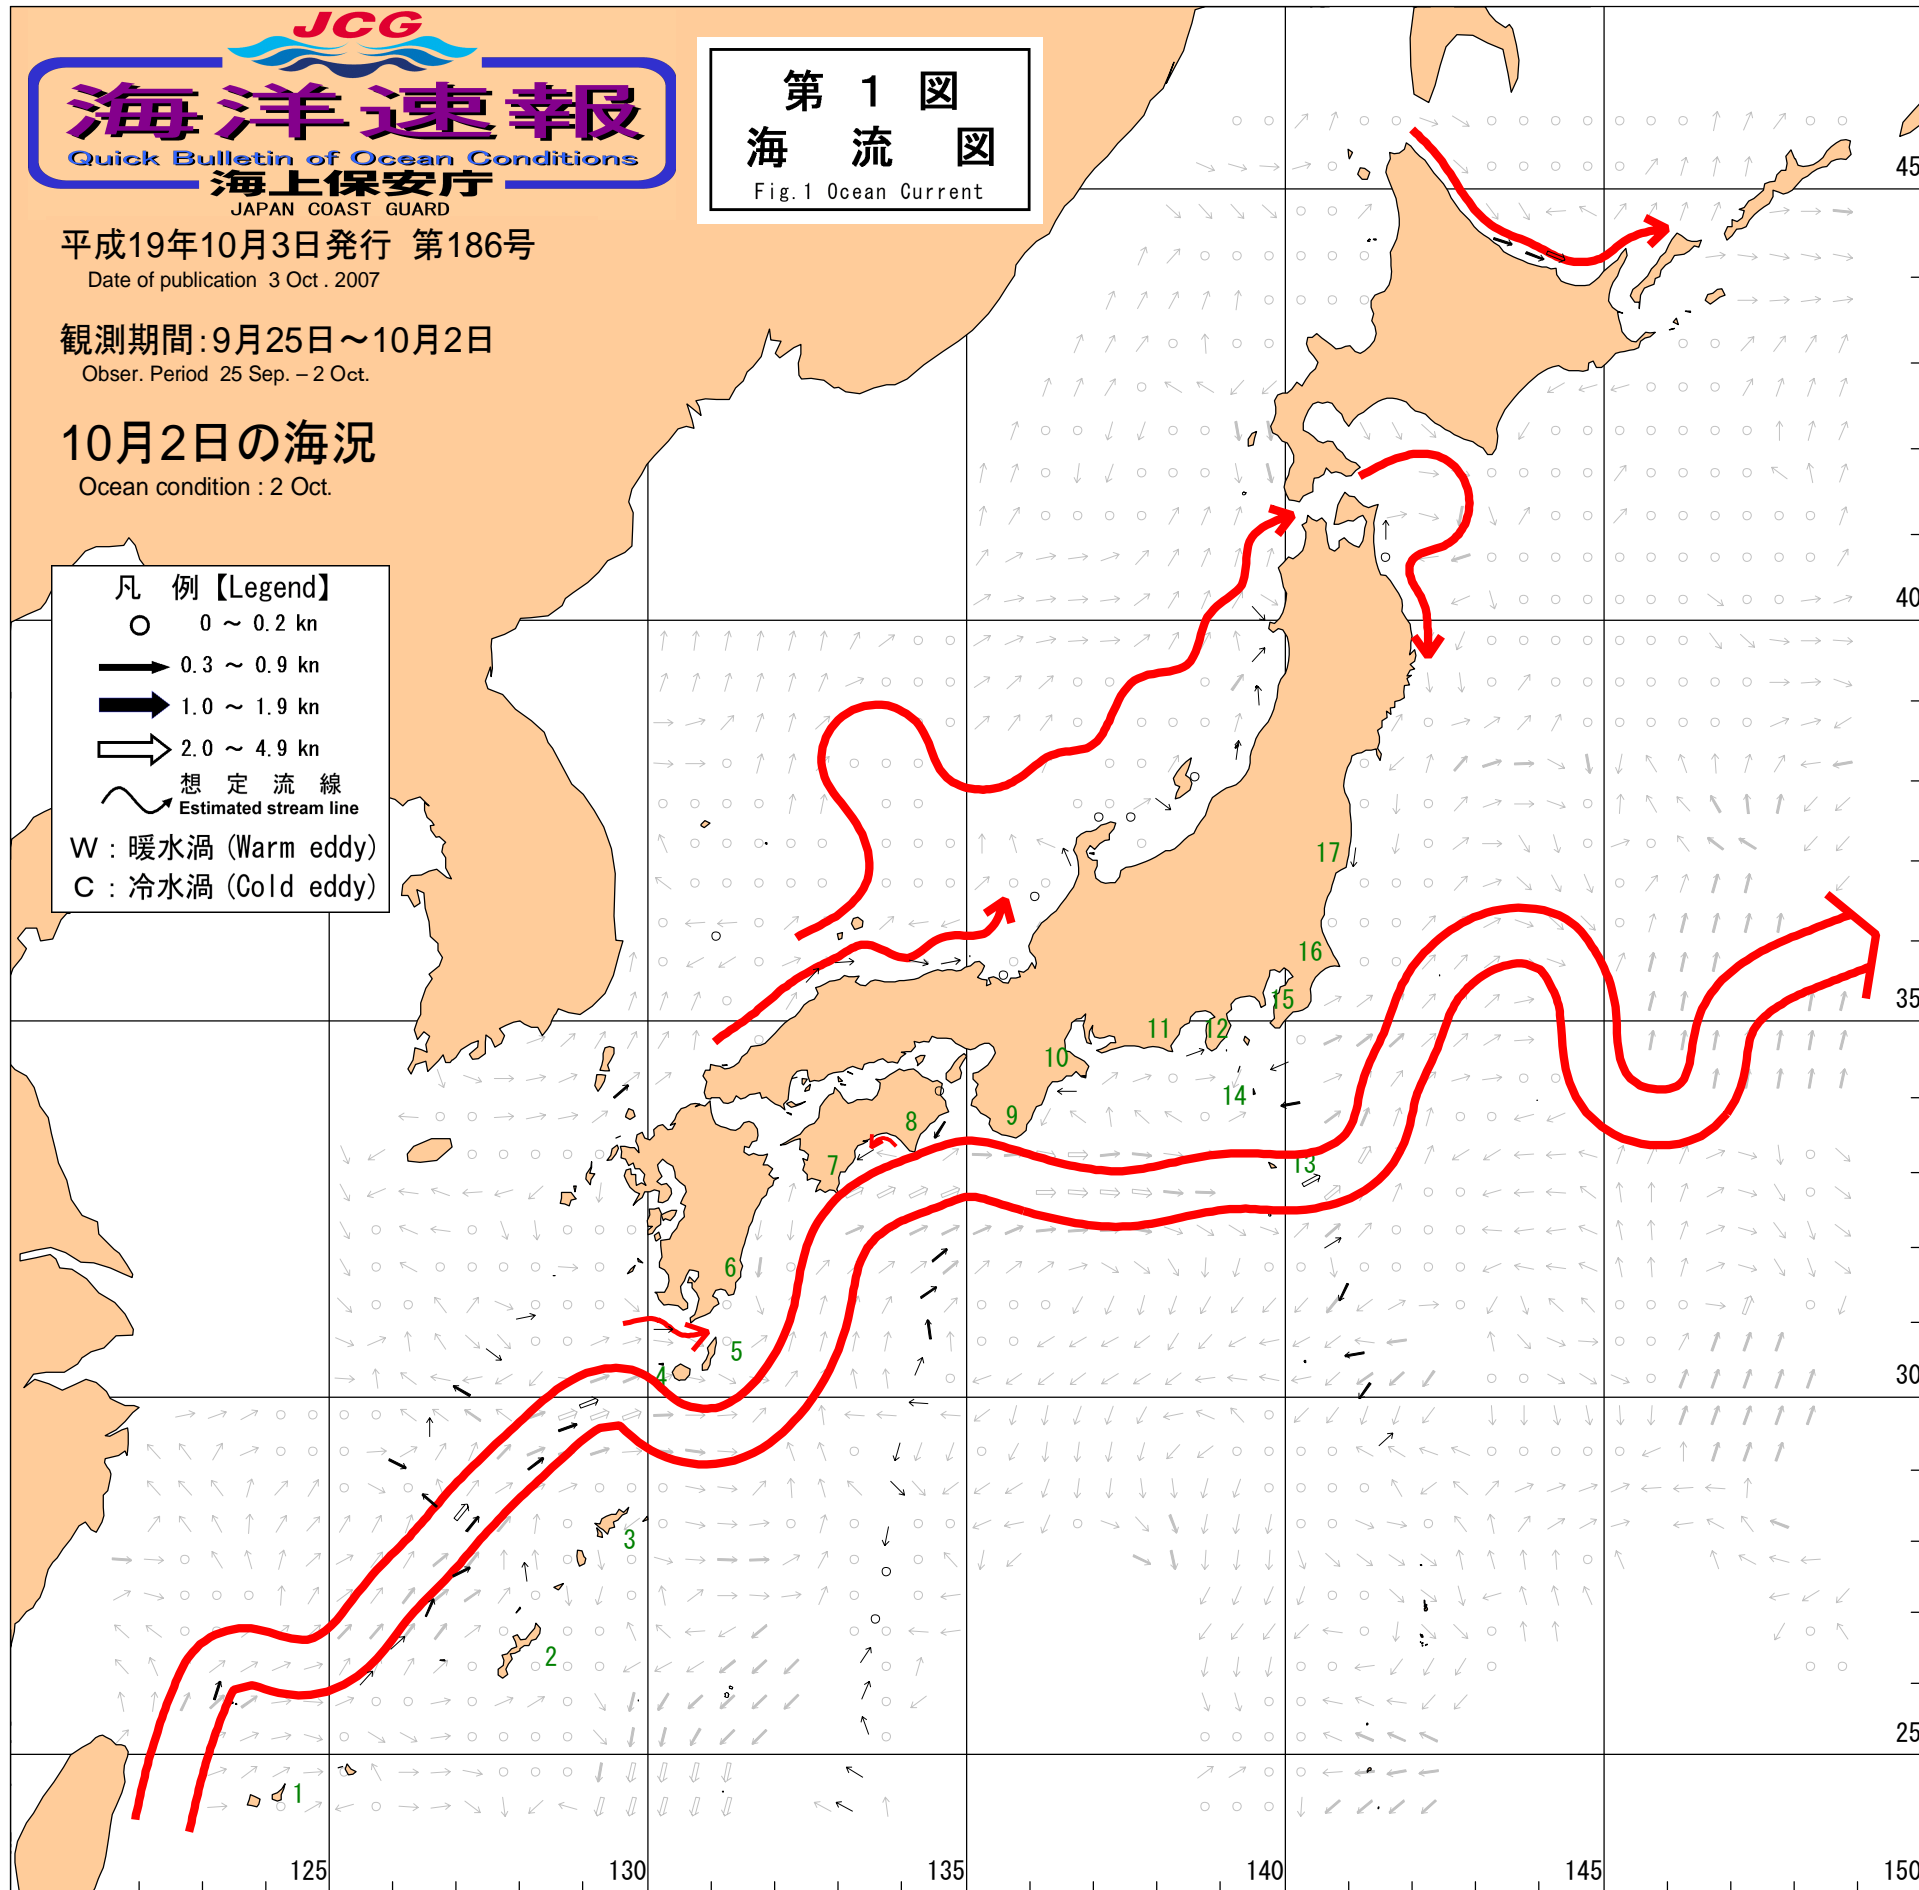 JCG
海洋速報
Quick Bulletin of Ocean Conditions
海上保安庁
JAPAN COAST GUARD
第 1 図
海 流 図
Fig.1 Ocean Current
平成19年10月3日発行 第186号
Date of publication 3 Oct . 2007
観測期間:9月25日~10月2日
Obser. Period 25 Sep. – 2 Oct.
10月2日の海況
Ocean condition : 2 Oct.
凡 例【Legend】
0 ~ 0.2 kn
0.3 ~ 0.9 kn
1.0 ~ 1.9 kn
2.0 ~ 4.9 kn
想 定 流 線
Estimated stream line
W : 暖水渦 (Warm eddy)
C : 冷水渦 (Cold eddy)
45
40
17
16
15
35
11
12
10
14
9
8
7
13
6
5
4
30
3
2
25
1
125
130
135
140
145
150